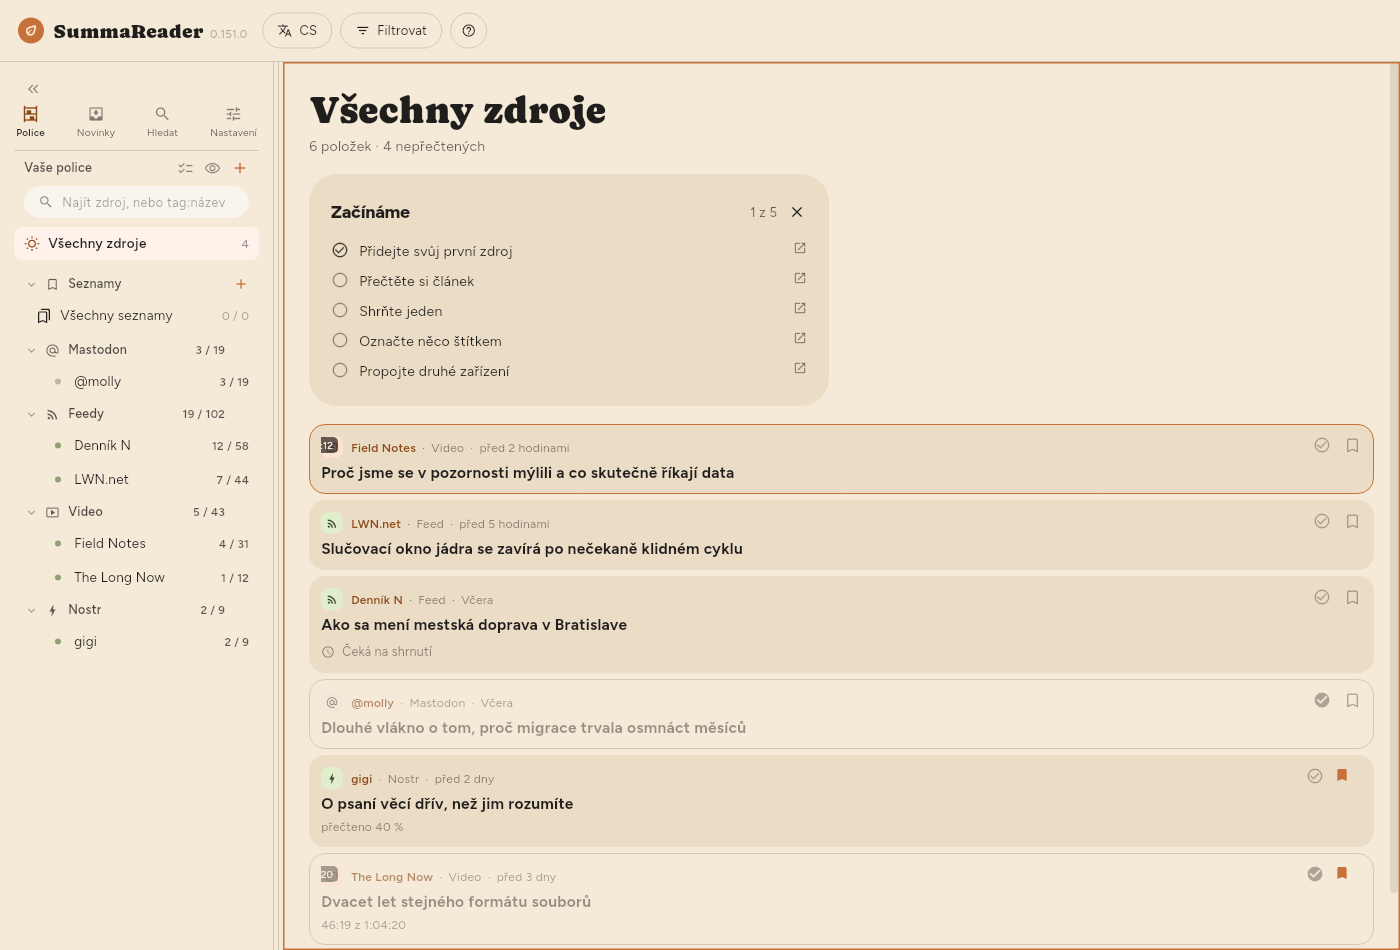 SummaReader 0.151.0
CS
Filtrovat
Police
Novinky
Hledat
Nastavení
Vaše police
Najít zdroj, nebo tag:název
Všechny zdroje 4
Seznamy
Všechny seznamy 0 / 0
Mastodon 3 / 19
@molly 3 / 19
Feedy 19 / 102
Denník N 12 / 58
LWN.net 7 / 44
Video 5 / 43
Field Notes 4 / 31
The Long Now 1 / 12
Nostr 2 / 9
gigi 2 / 9
Všechny zdroje
6 položek · 4 nepřečtených
Začínáme 1 z 5
Přidejte svůj první zdroj
Přečtěte si článek
Shrňte jeden
Označte něco štítkem
Propojte druhé zařízení
:12 Field Notes · Video · před 2 hodinami
Proč jsme se v pozornosti mýlili a co skutečně říkají data
LWN.net · Feed · před 5 hodinami
Slučovací okno jádra se zavírá po nečekaně klidném cyklu
Denník N · Feed · Včera
Ako sa mení mestská doprava v Bratislave
Čeká na shrnutí
@molly · Mastodon · Včera
Dlouhé vlákno o tom, proč migrace trvala osmnáct měsíců
gigi · Nostr · před 2 dny
O psaní věcí dřív, než jim rozumíte
přečteno 40 %
20 The Long Now · Video · před 3 dny
Dvacet let stejného formátu souborů
46:19 z 1:04:20